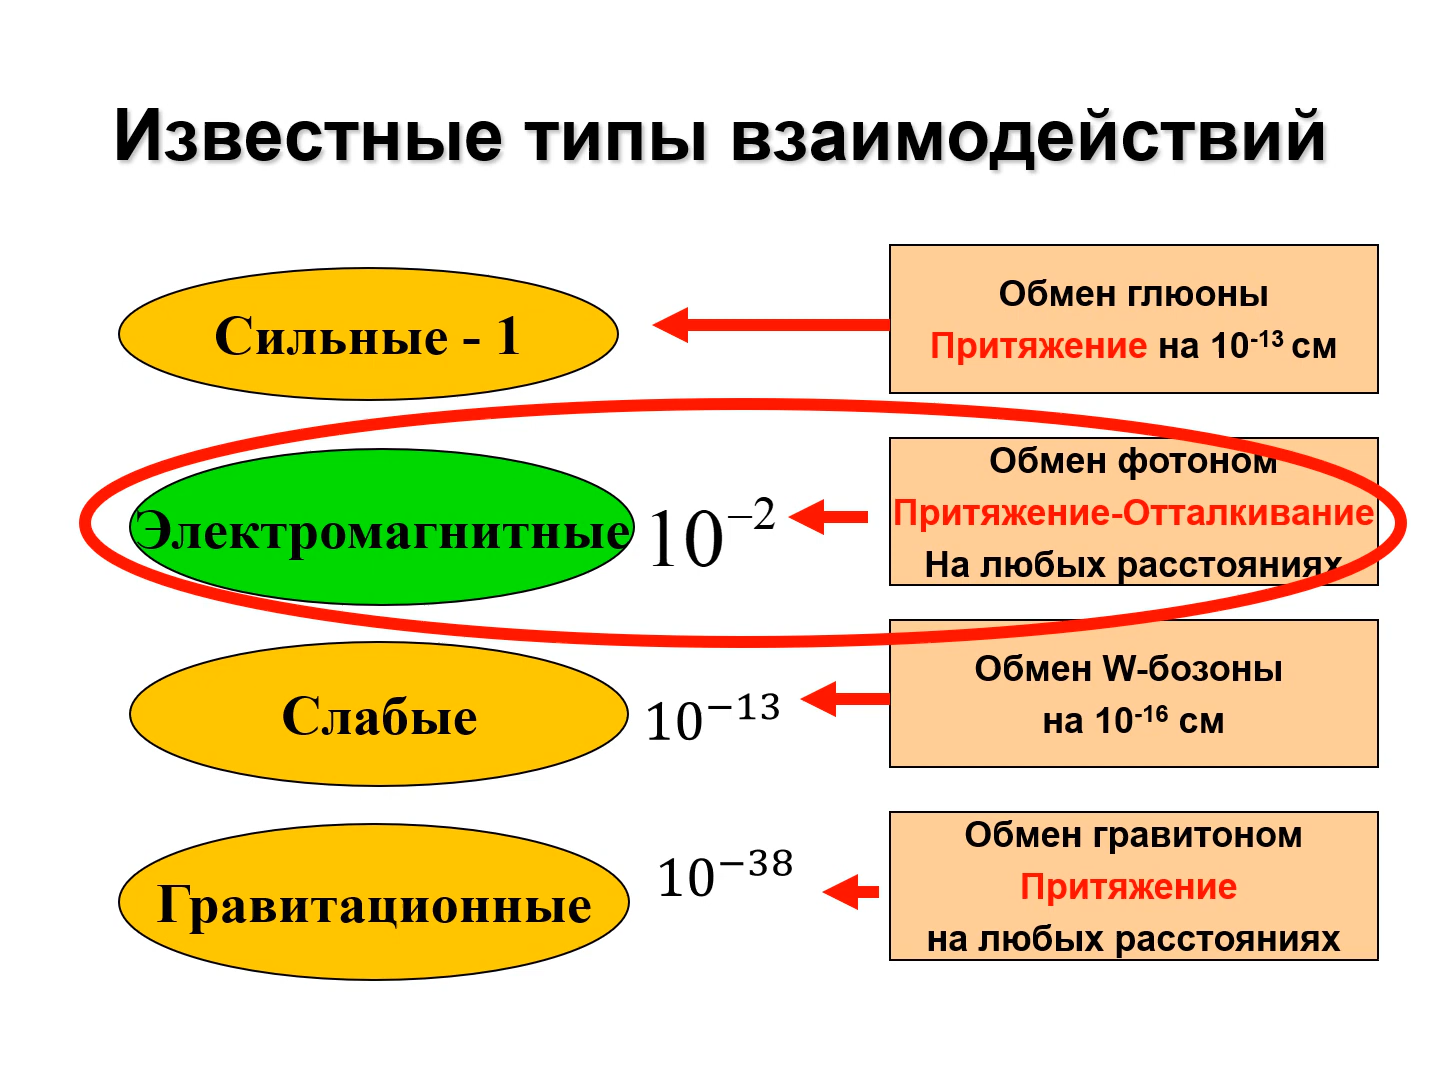 Известные типы взаимодействий
Сильные - 1
Обмен глюоны
Притяжение на 10⁻¹³ см
Электромагнитные
10⁻²
Обмен фотоном
Притяжение-Отталкивание
На любых расстояниях
Слабые
10⁻¹³
Обмен W-бозоны
на 10⁻¹⁶ см
Гравитационные
10⁻³⁸
Обмен гравитоном
Притяжение
на любых расстояниях